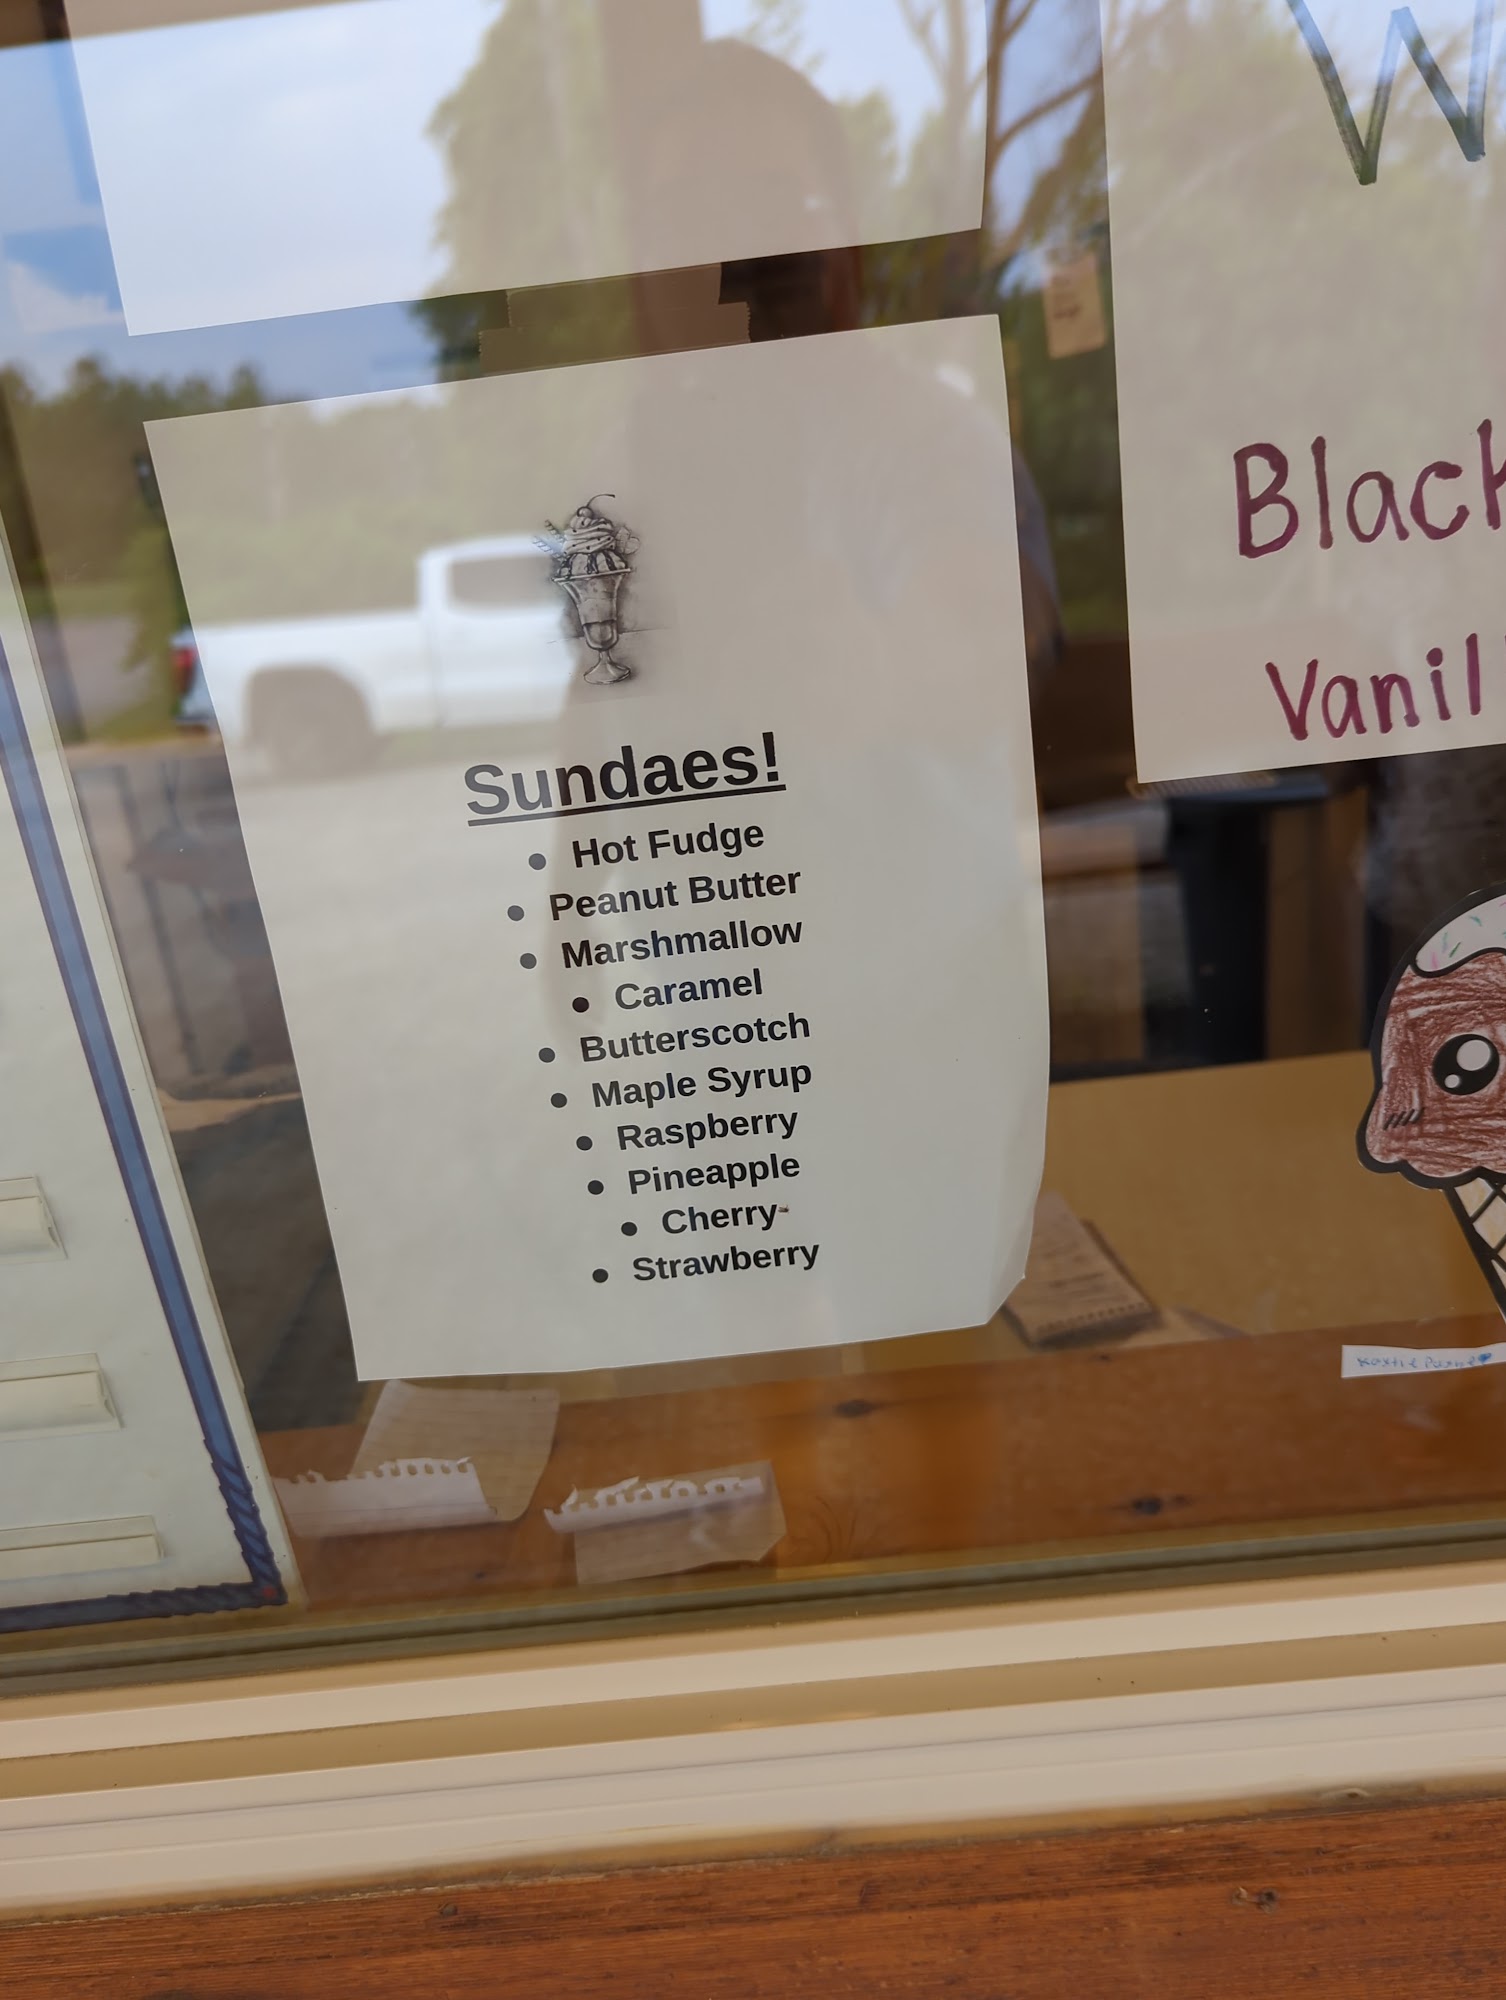 Sundaes!
• Hot Fudge
• Peanut Butter
• Marshmallow
• Caramel
• Butterscotch
• Maple Syrup
• Raspberry
• Pineapple
• Cherry
• Strawberry
W
Black
Vanil